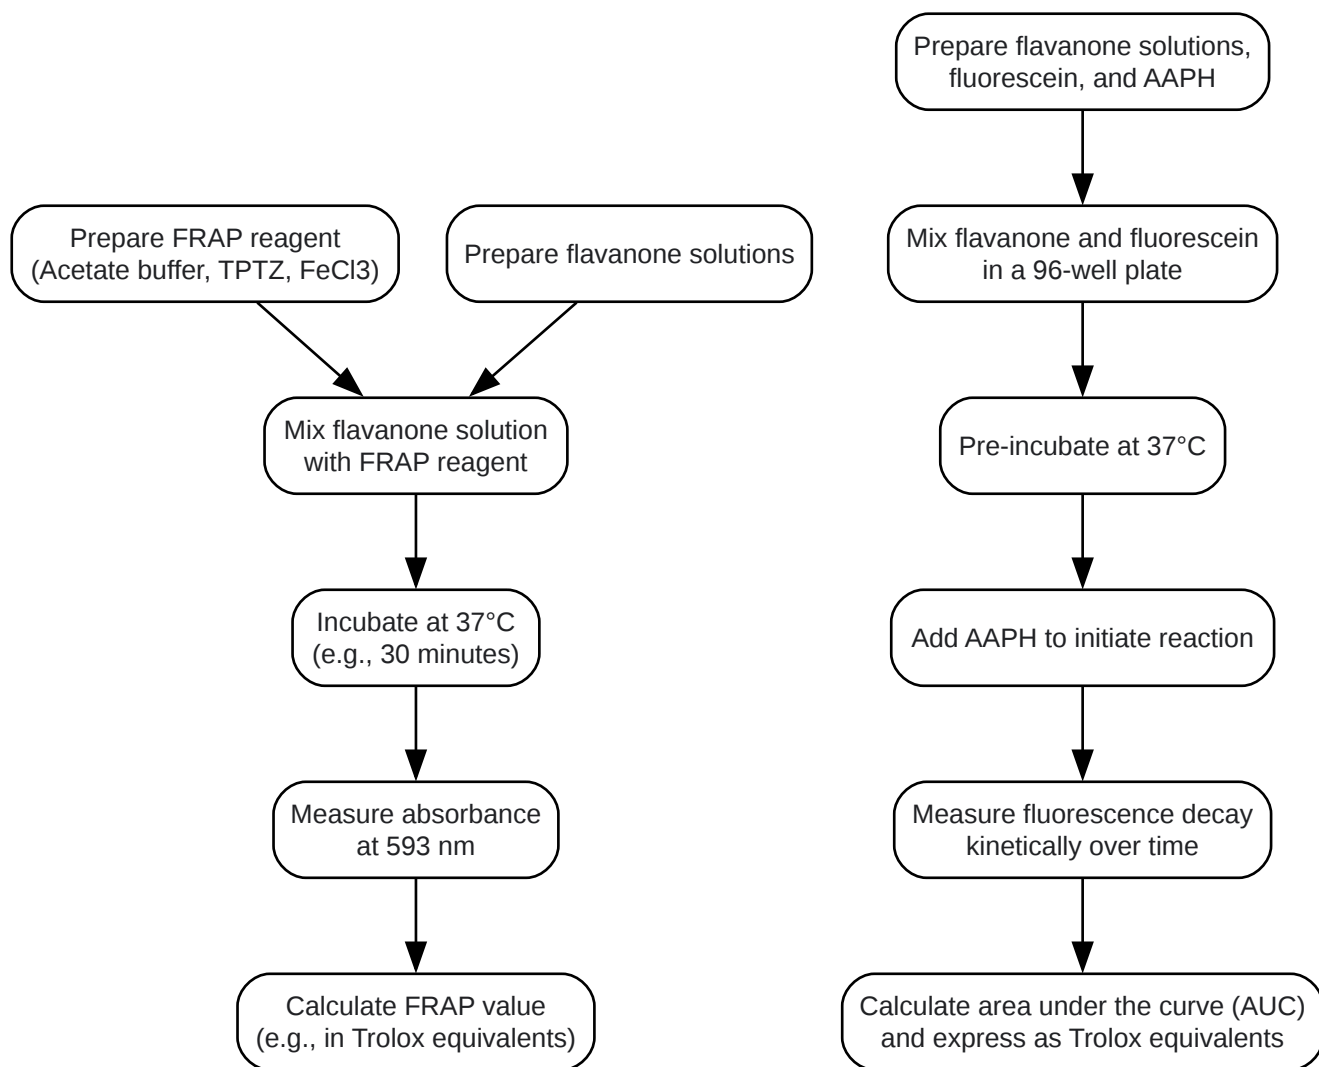 Prepare FRAP reagent
(Acetate buffer, TPTZ, FeCl3)
Prepare flavanone solutions
Mix flavanone solution
with FRAP reagent
Incubate at 37°C
(e.g., 30 minutes)
Measure absorbance
at 593 nm
Calculate FRAP value
(e.g., in Trolox equivalents)
Prepare flavanone solutions,
fluorescein, and AAPH
Mix flavanone and fluorescein
in a 96-well plate
Pre-incubate at 37°C
Add AAPH to initiate reaction
Measure fluorescence decay
kinetically over time
Calculate area under the curve (AUC)
and express as Trolox equivalents